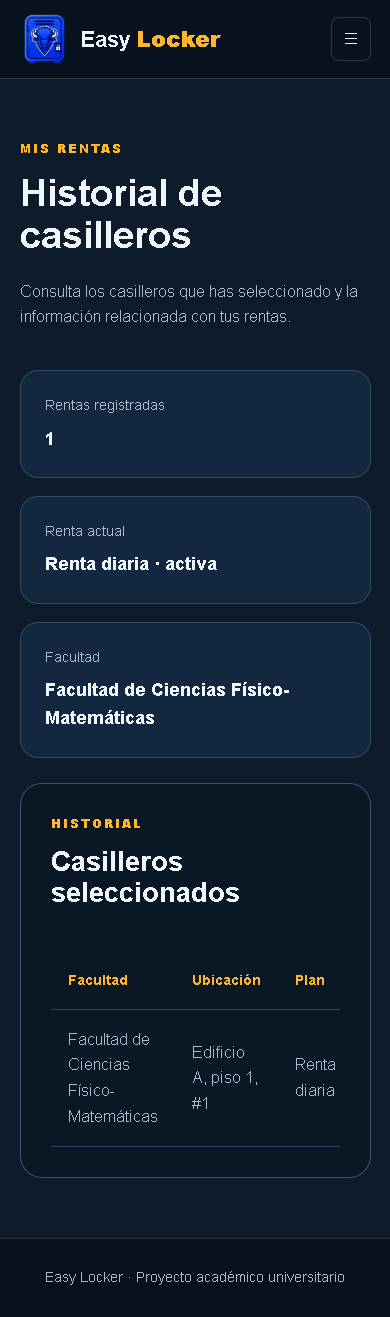 Easy Locker
☰
MIS RENTAS
Historial de
casilleros
Consulta los casilleros que has seleccionado y la
información relacionada con tus rentas.
Rentas registradas
1
Renta actual
Renta diaria · activa
Facultad
Facultad de Ciencias Físico-
Matemáticas
HISTORIAL
Casilleros
seleccionados
Facultad Ubicación Plan
Facultad de
Ciencias
Físico-
Matemáticas
Edificio
A, piso 1,
#1
Renta
diaria
Easy Locker · Proyecto académico universitario